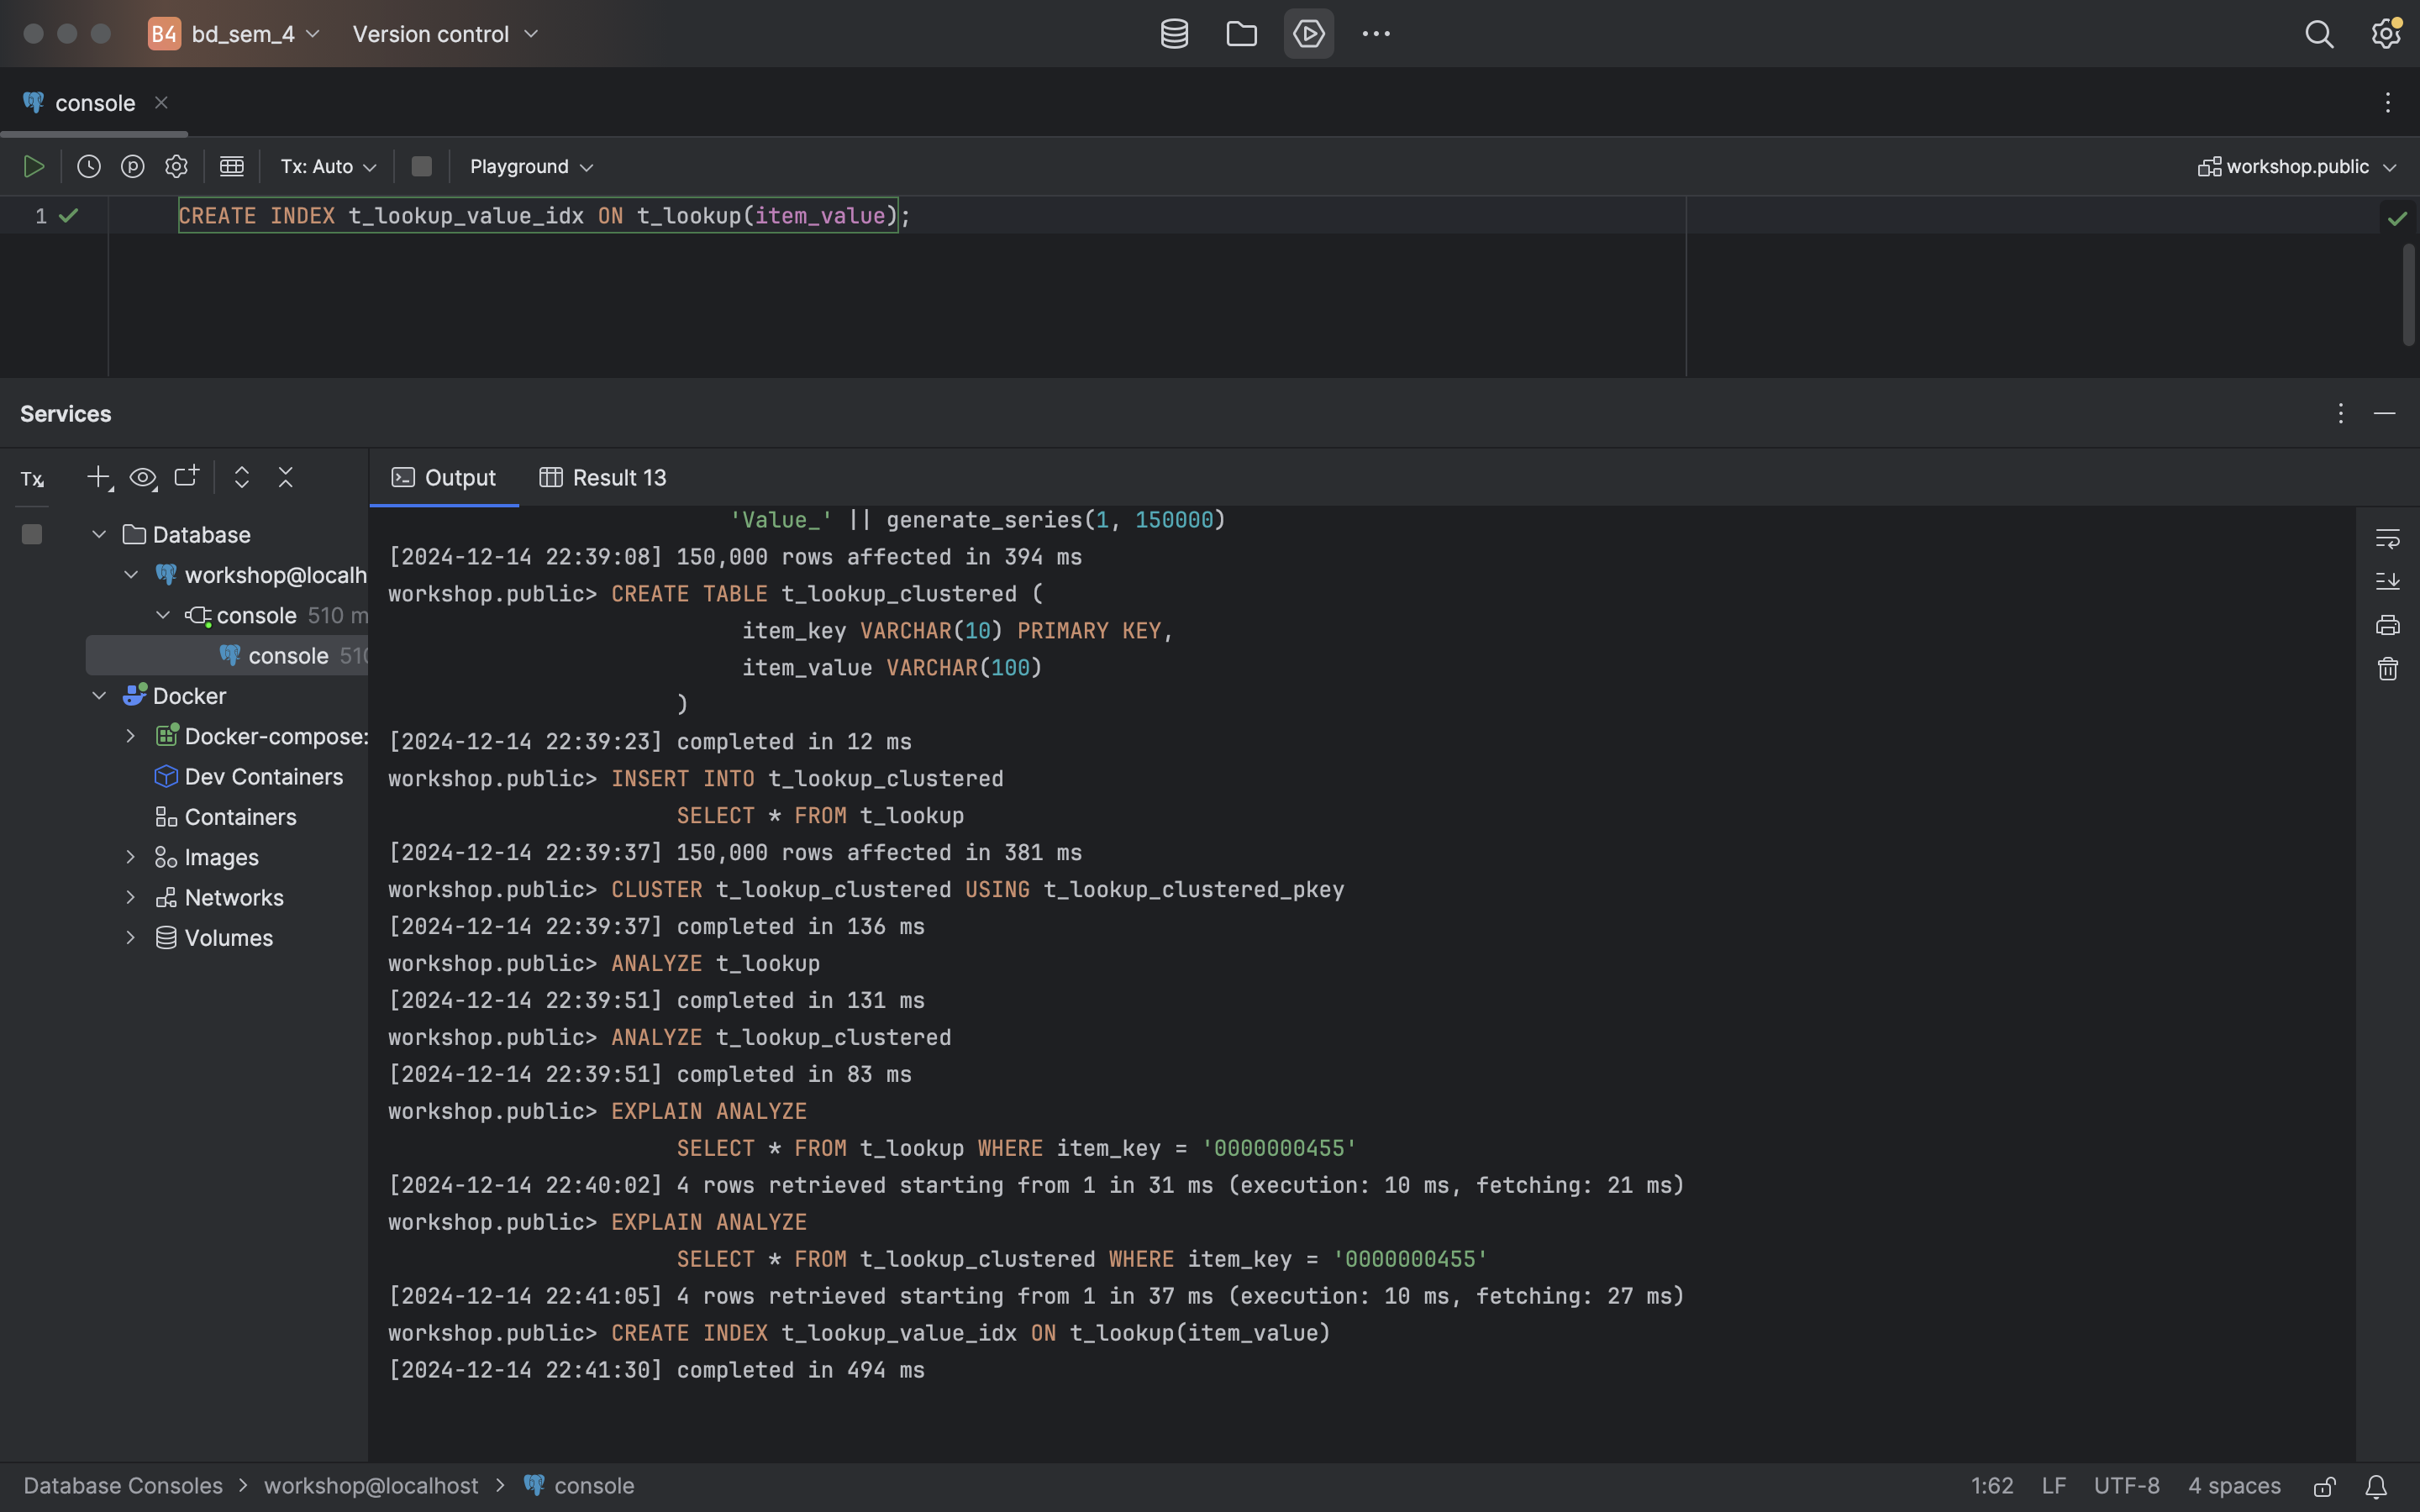 B4 bd_sem_4 Version control
console
Tx: Auto Playground workshop.public
1 CREATE INDEX t_lookup_value_idx ON t_lookup(item_value);
Services
Tx
Output Result 13
Database
workshop@localh
console 510 m
console 510
Docker
Docker-compose:
Dev Containers
Containers
Images
Networks
Volumes
'Value_' || generate_series(1, 150000)
[2024-12-14 22:39:08] 150,000 rows affected in 394 ms
workshop.public> CREATE TABLE t_lookup_clustered (
item_key VARCHAR(10) PRIMARY KEY,
item_value VARCHAR(100)
)
[2024-12-14 22:39:23] completed in 12 ms
workshop.public> INSERT INTO t_lookup_clustered
SELECT * FROM t_lookup
[2024-12-14 22:39:37] 150,000 rows affected in 381 ms
workshop.public> CLUSTER t_lookup_clustered USING t_lookup_clustered_pkey
[2024-12-14 22:39:37] completed in 136 ms
workshop.public> ANALYZE t_lookup
[2024-12-14 22:39:51] completed in 131 ms
workshop.public> ANALYZE t_lookup_clustered
[2024-12-14 22:39:51] completed in 83 ms
workshop.public> EXPLAIN ANALYZE
SELECT * FROM t_lookup WHERE item_key = '0000000455'
[2024-12-14 22:40:02] 4 rows retrieved starting from 1 in 31 ms (execution: 10 ms, fetching: 21 ms)
workshop.public> EXPLAIN ANALYZE
SELECT * FROM t_lookup_clustered WHERE item_key = '0000000455'
[2024-12-14 22:41:05] 4 rows retrieved starting from 1 in 37 ms (execution: 10 ms, fetching: 27 ms)
workshop.public> CREATE INDEX t_lookup_value_idx ON t_lookup(item_value)
[2024-12-14 22:41:30] completed in 494 ms
Database Consoles > workshop@localhost > console 1:62 LF UTF-8 4 spaces